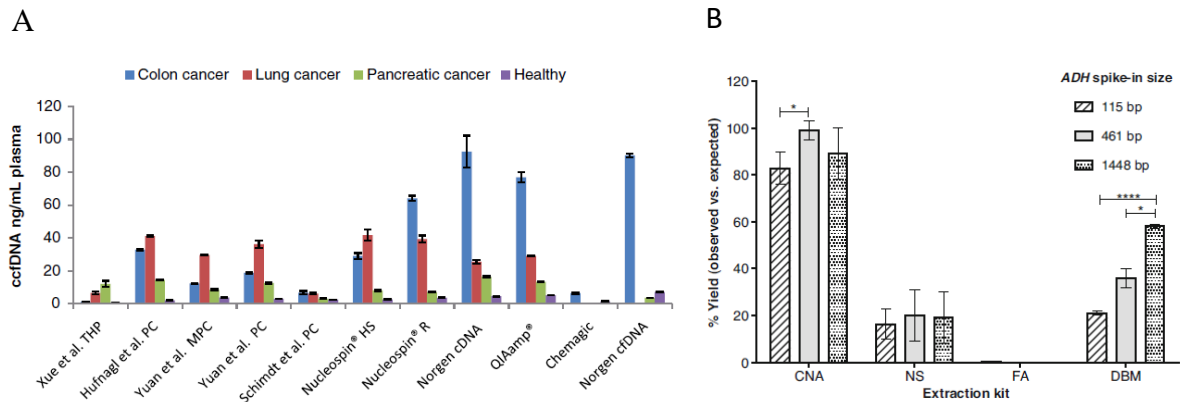 A
Colon cancer Lung cancer Pancreatic cancer Healthy
ccfDNA ng/mL plasma
120
100
80
60
40
20
0
Xue et al. THP
Hufnagl et al. PC
Yuan et al. MPC
Yuan et al. PC
Schimdt et al. PC
Nucleospin® HS
Nucleospin® R
Norgen cDNA
QIAamp®
Chemagic
Norgen cfDNA
B
% Yield (observed vs. expected)
120
100
80
60
40
20
0
*
****
*
ADH spike-in size
115 bp
461 bp
1448 bp
CNA NS FA DBM
Extraction kit